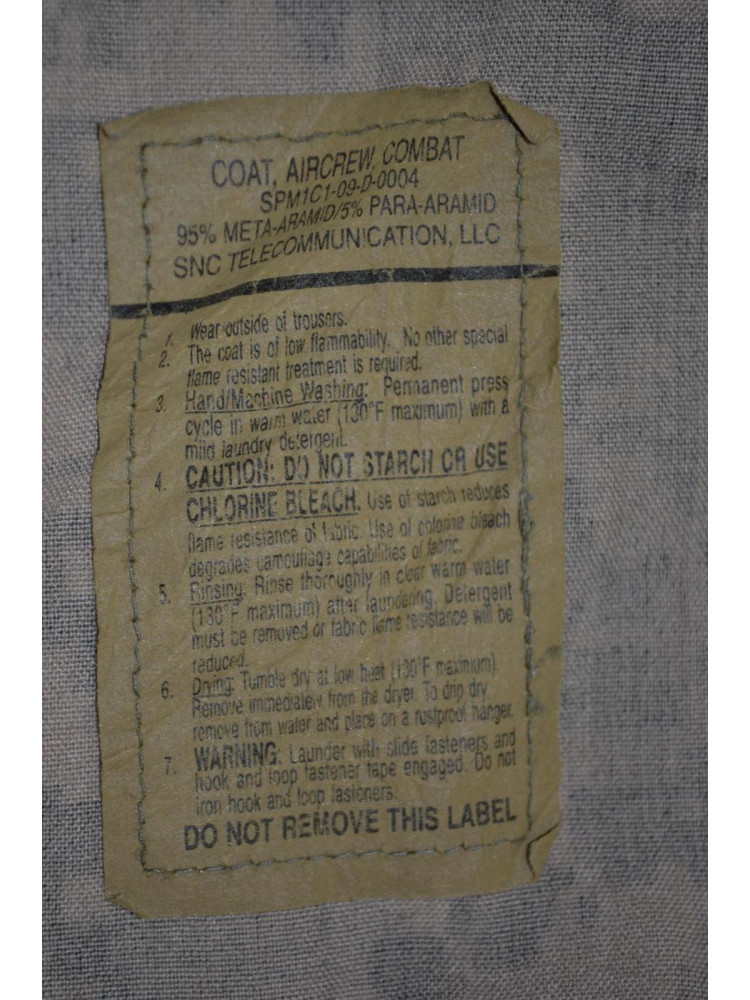 COAT, AIRCREW, COMBAT
SPM1C1-09-D-0004
95% META-ARAMID/5% PARA-ARAMID
SNC TELECOMMUNICATION, LLC
1. Wear outside of trousers.
2. The coat is of low flammability. No other special
flame resistant treatment is required.
3. Hand/Machine Washing: Permanent press
cycle in warm water (130°F maximum) with a
mild laundry detergent.
4. CAUTION: DO NOT STARCH OR USE
CHLORINE BLEACH. Use of starch reduces
flame resistance of fabric. Use of chlorine bleach
degrades camouflage capabilities of fabric.
5. Rinsing: Rinse thoroughly in clear warm water
(130°F maximum) after laundering. Detergent
must be removed or fabric flame resistance will be
reduced.
6. Drying: Tumble dry at low heat (130°F maximum).
Remove immediately from the dryer. To drip dry,
remove from water and place on a rustproof hanger.
7. WARNING: Launder with slide fasteners and
hook and loop fastener tape engaged. Do not
iron hook and loop fasteners.
DO NOT REMOVE THIS LABEL